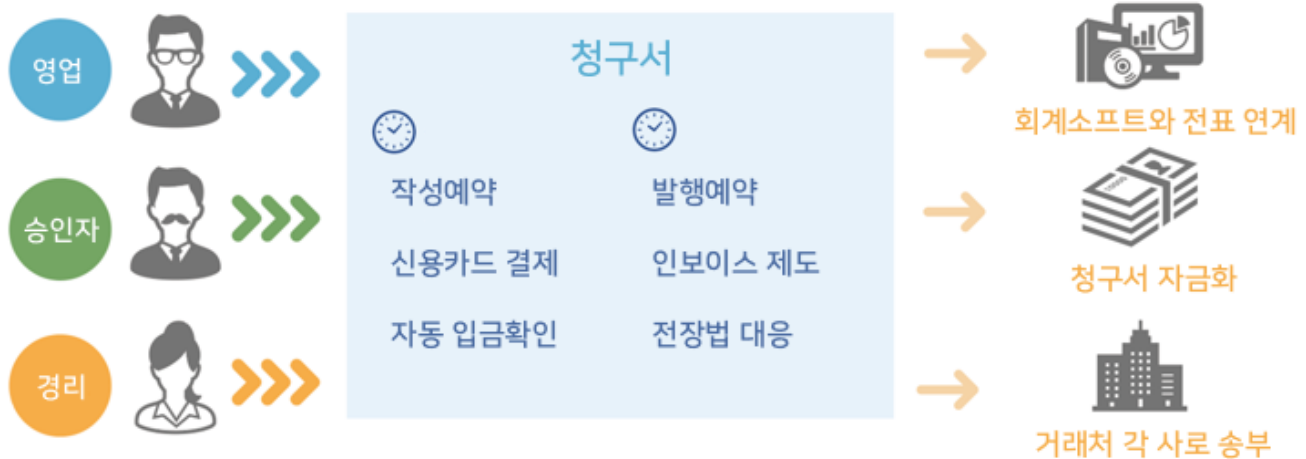 영업
승인자
경리
청구서
작성예약
발행예약
신용카드 결제
인보이스 제도
자동 입금확인
전장법 대응
회계소프트와 전표 연계
청구서 자금화
거래처 각 사로 송부